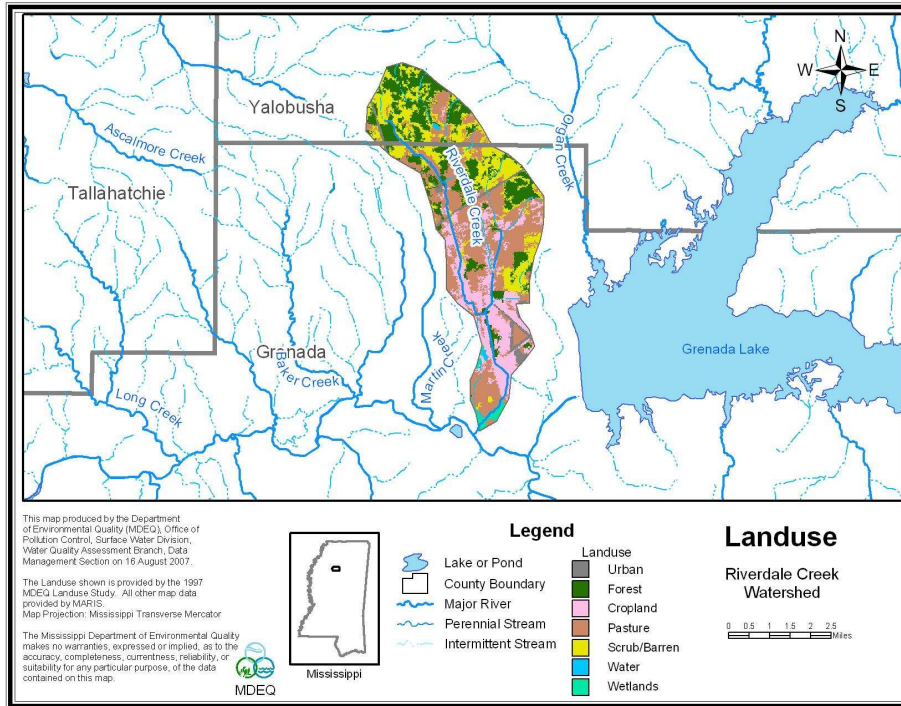 N
W E
S
Yalobusha
Ascalmore Creek
Organ Creek
Tallahatchie
Riverdale Creek
Grenada Lake
Grenada
Baker Creek
Martin Creek
Long Creek
This map produced by the Department
of Environmental Quality (MDEQ), Office of
Pollution Control, Surface Water Division,
Water Quality Assessment Branch, Data
Management Section on 16 August 2007.
The Landuse shown is provided by the 1997
MDEQ Landuse Study. All other map data
provided by MARIS.
Map Projection: Mississippi Transverse Mercator
The Mississippi Department of Environmental Quality
makes no warranties, expressed or implied, as to the
accuracy, completeness, currentness, reliability, or
suitability for any particular purpose, of the data
contained on this map.
MDEQ
Mississippi
Legend
Lake or Pond
County Boundary
Major River
Perennial Stream
Intermittent Stream
Landuse
Urban
Forest
Cropland
Pasture
Scrub/Barren
Water
Wetlands
Landuse
Riverdale Creek
Watershed
0 0.5 1 1.5 2 2.5
Miles